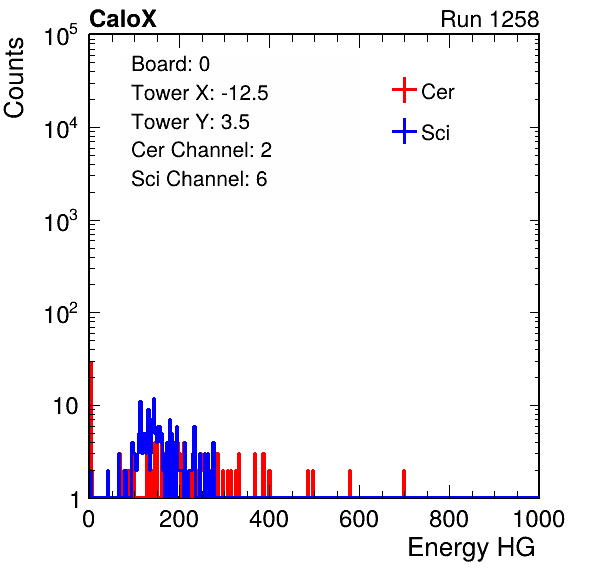 CaloX Run 1258
Counts
Board: 0
Tower X: -12.5
Tower Y: 3.5
Cer Channel: 2
Sci Channel: 6
Cer
Sci
10^5
10^4
10^3
10^2
10
1
0 200 400 600 800 1000
Energy HG